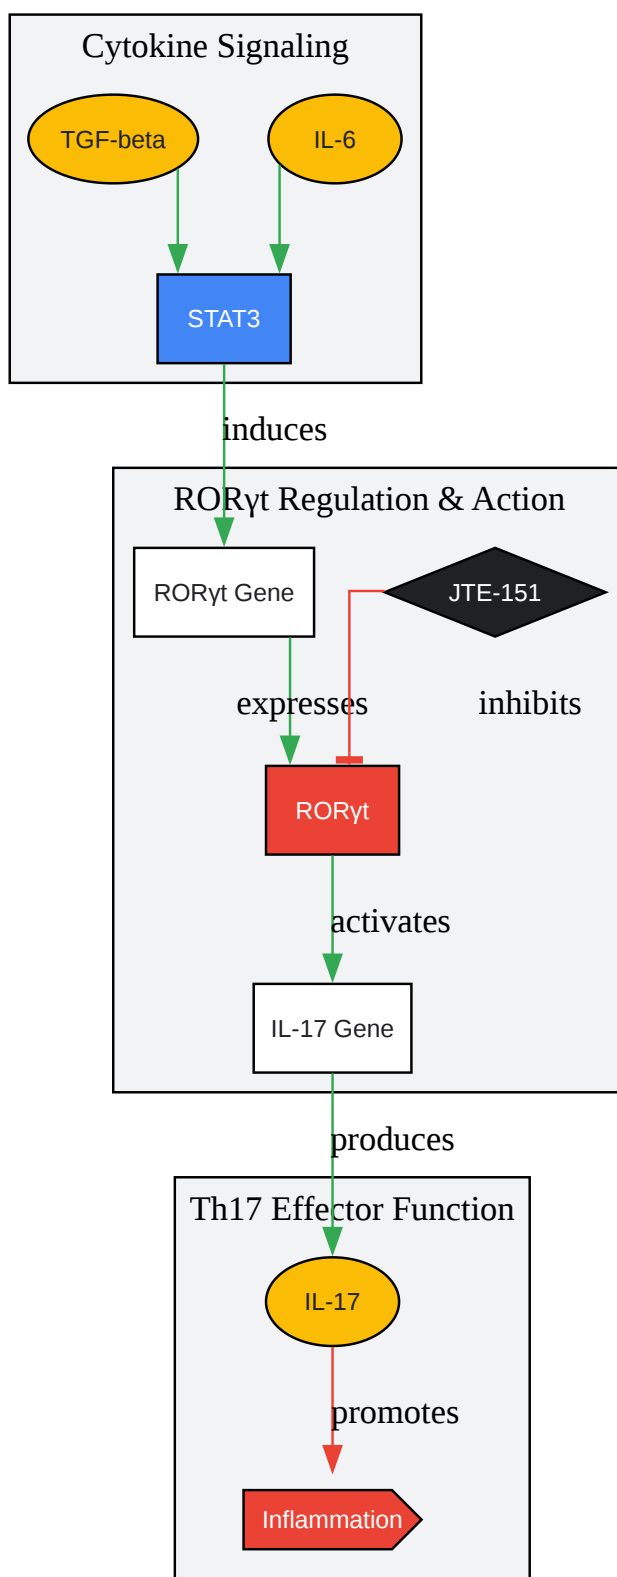 Cytokine Signaling
TGF-beta
IL-6
STAT3
induces
RORγt Regulation & Action
RORγt Gene
JTE-151
expresses
inhibits
RORγt
activates
IL-17 Gene
produces
Th17 Effector Function
IL-17
promotes
Inflammation